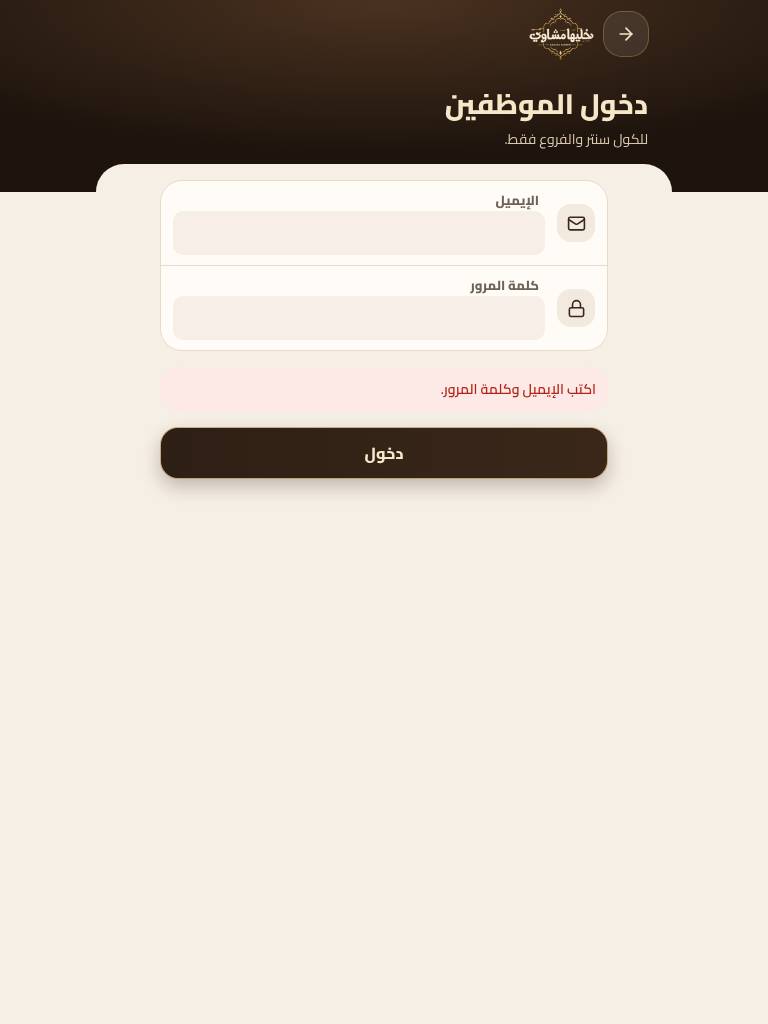 خليها مشاوي
دخول الموظفين
للكول سنتر والفروع فقط.
الإيميل
كلمة المرور
اكتب الإيميل وكلمة المرور.
دخول